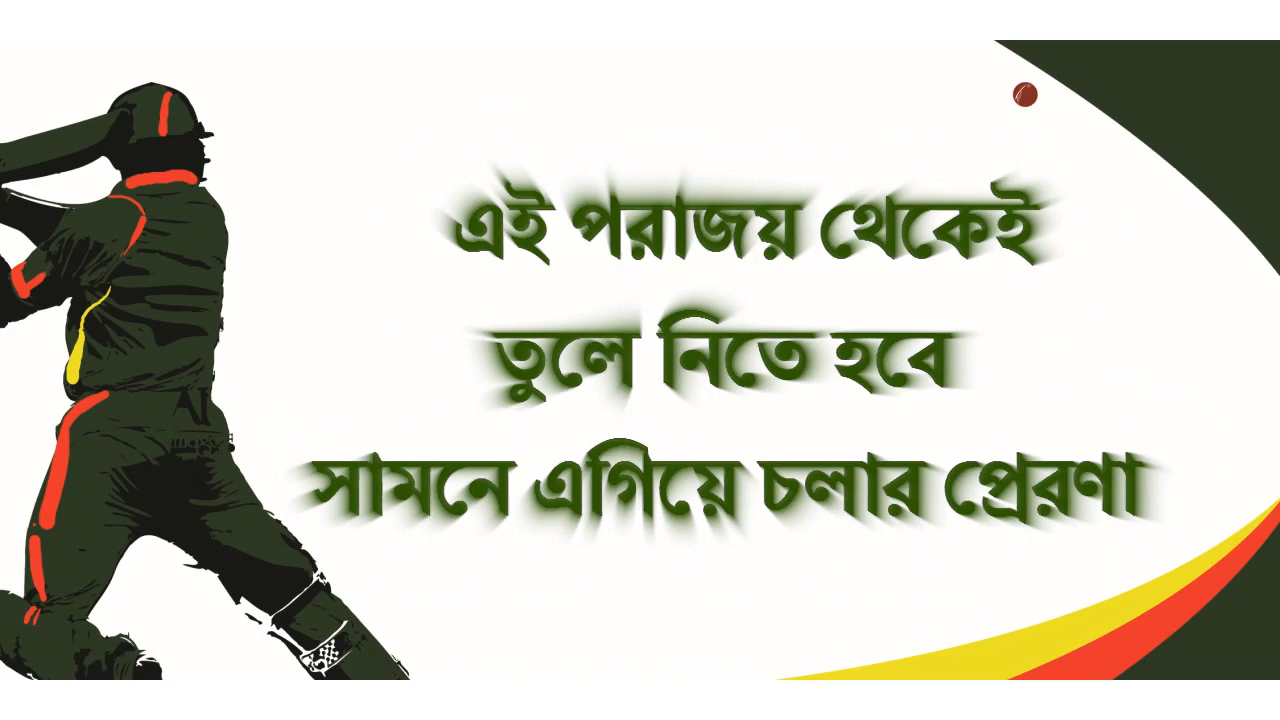 এই পরাজয় থেকেই
তুলে নিতে হবে
সামনে এগিয়ে চলার প্রেরণা